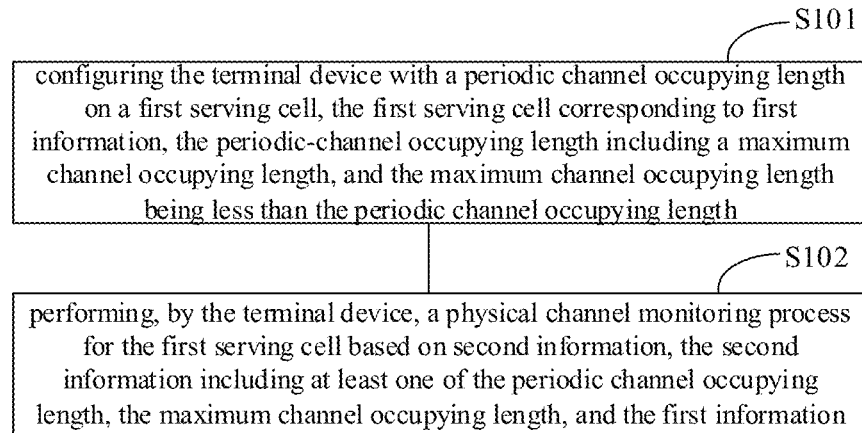 S101
configuring the terminal device with a periodic channel occupying length
on a first serving cell, the first serving cell corresponding to first
information, the periodic-channel occupying length including a maximum
channel occupying length, and the maximum channel occupying length
being less than the periodic channel occupying length
S102
performing, by the terminal device, a physical channel monitoring process
for the first serving cell based on second information, the second
information including at least one of the periodic channel occupying
length, the maximum channel occupying length, and the first information